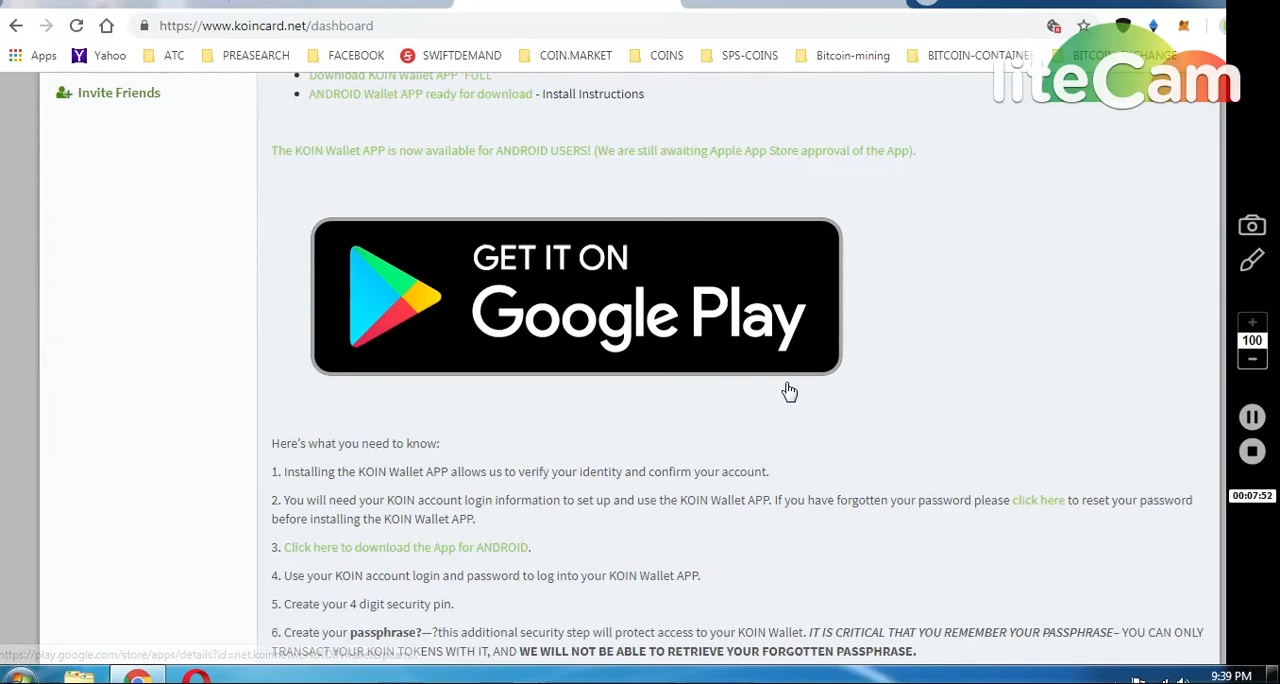 https://www.koincard.net/dashboard
Apps
Yahoo
ATC
PREASEARCH
FACEBOOK
SWIFTDEMAND
COIN.MARKET
COINS
SPS-COINS
Bitcoin-mining
BITCOIN-CONTAINE
BITCOIN-EXCHANGE
liteCam
Invite Friends
Download KOIN Wallet APP 'FULL'
ANDROID Wallet APP ready for download - Install Instructions
The KOIN Wallet APP is now available for ANDROID USERS! (We are still awaiting Apple App Store approval of the App).
GET IT ON
Google Play
100
Here's what you need to know:
1. Installing the KOIN Wallet APP allows us to verify your identity and confirm your account.
2. You will need your KOIN account login information to set up and use the KOIN Wallet APP. If you have forgotten your password please click here to reset your password
before installing the KOIN Wallet APP.
00:07:52
3. Click here to download the App for ANDROID.
4. Use your KOIN account login and password to log into your KOIN Wallet APP.
5. Create your 4 digit security pin.
6. Create your passphrase?—?this additional security step will protect access to your KOIN Wallet. IT IS CRITICAL THAT YOU REMEMBER YOUR PASSPHRASE– YOU CAN ONLY
TRANSACT YOUR KOIN TOKENS WITH IT, AND WE WILL NOT BE ABLE TO RETRIEVE YOUR FORGOTTEN PASSPHRASE.
9:39 PM